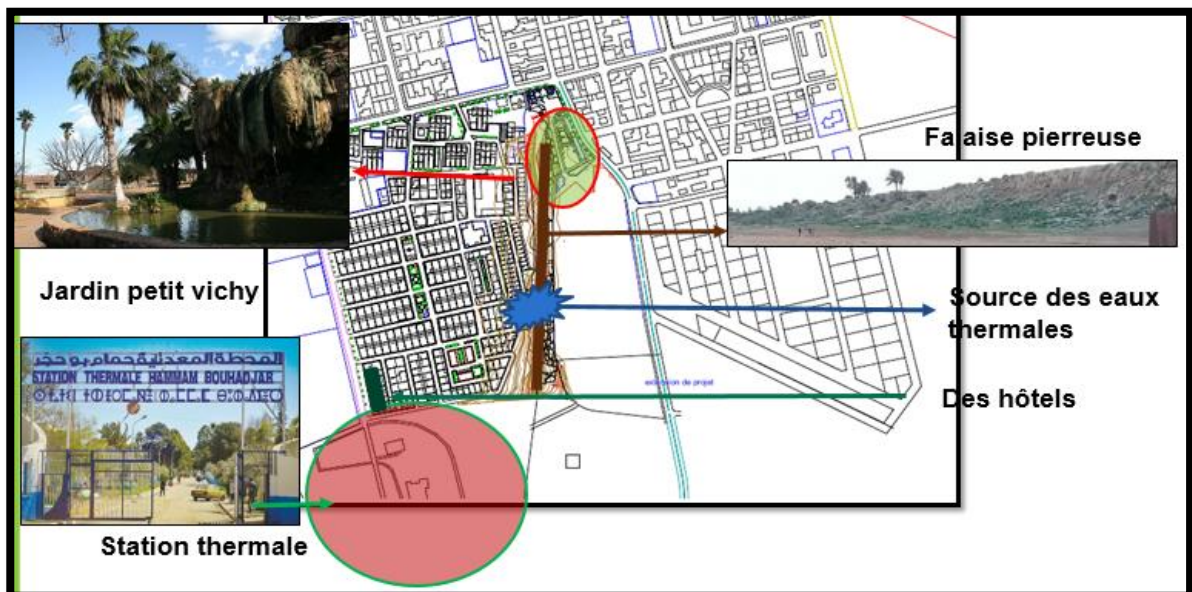 Falaise pierreuse
Jardin petit vichy
Source des eaux
thermales
Des hôtels
المحطة المعدنية حمام بوحجر
STATION THERMALE HAMMAM BOUHADJAR
Station thermale